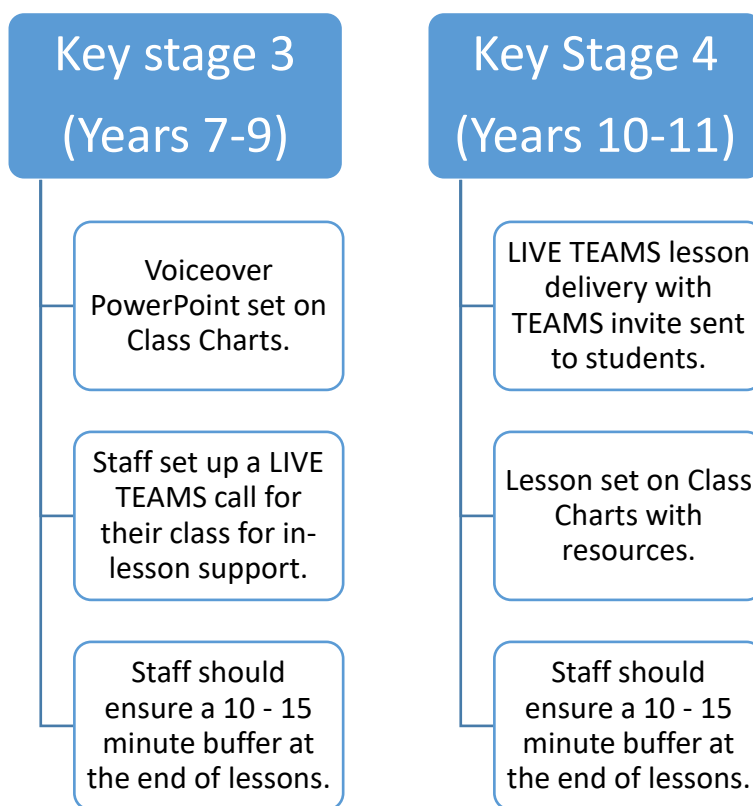 Key stage 3
(Years 7-9)
Voiceover
PowerPoint set on
Class Charts.
Staff set up a LIVE
TEAMS call for
their class for in-
lesson support.
Staff should
ensure a 10 - 15
minute buffer at
the end of lessons.
Key Stage 4
(Years 10-11)
LIVE TEAMS lesson
delivery with
TEAMS invite sent
to students.
Lesson set on Class
Charts with
resources.
Staff should
ensure a 10 - 15
minute buffer at
the end of lessons.